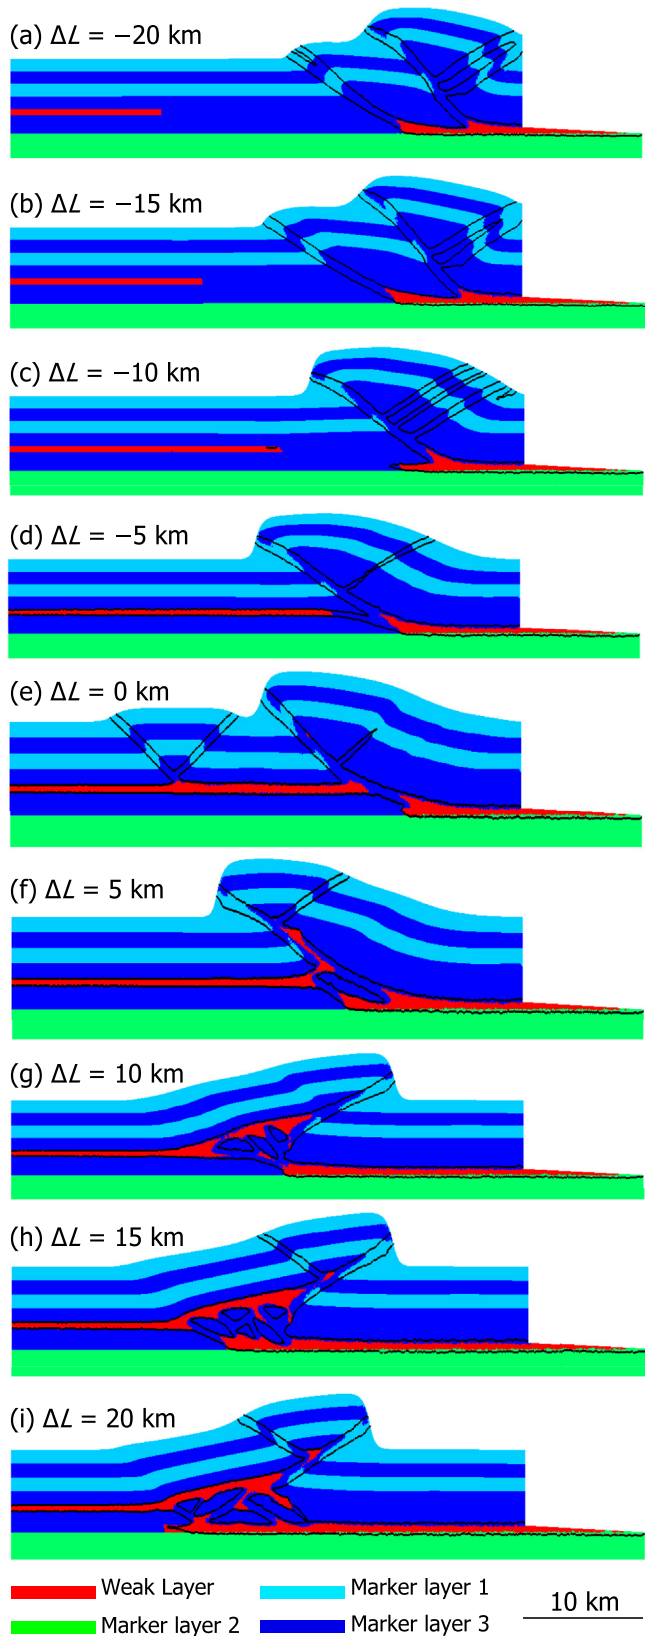 (a) ΔL = −20 km
(b) ΔL = −15 km
(c) ΔL = −10 km
(d) ΔL = −5 km
(e) ΔL = 0 km
(f) ΔL = 5 km
(g) ΔL = 10 km
(h) ΔL = 15 km
(i) ΔL = 20 km
Weak Layer
Marker layer 1
Marker layer 2
Marker layer 3
10 km